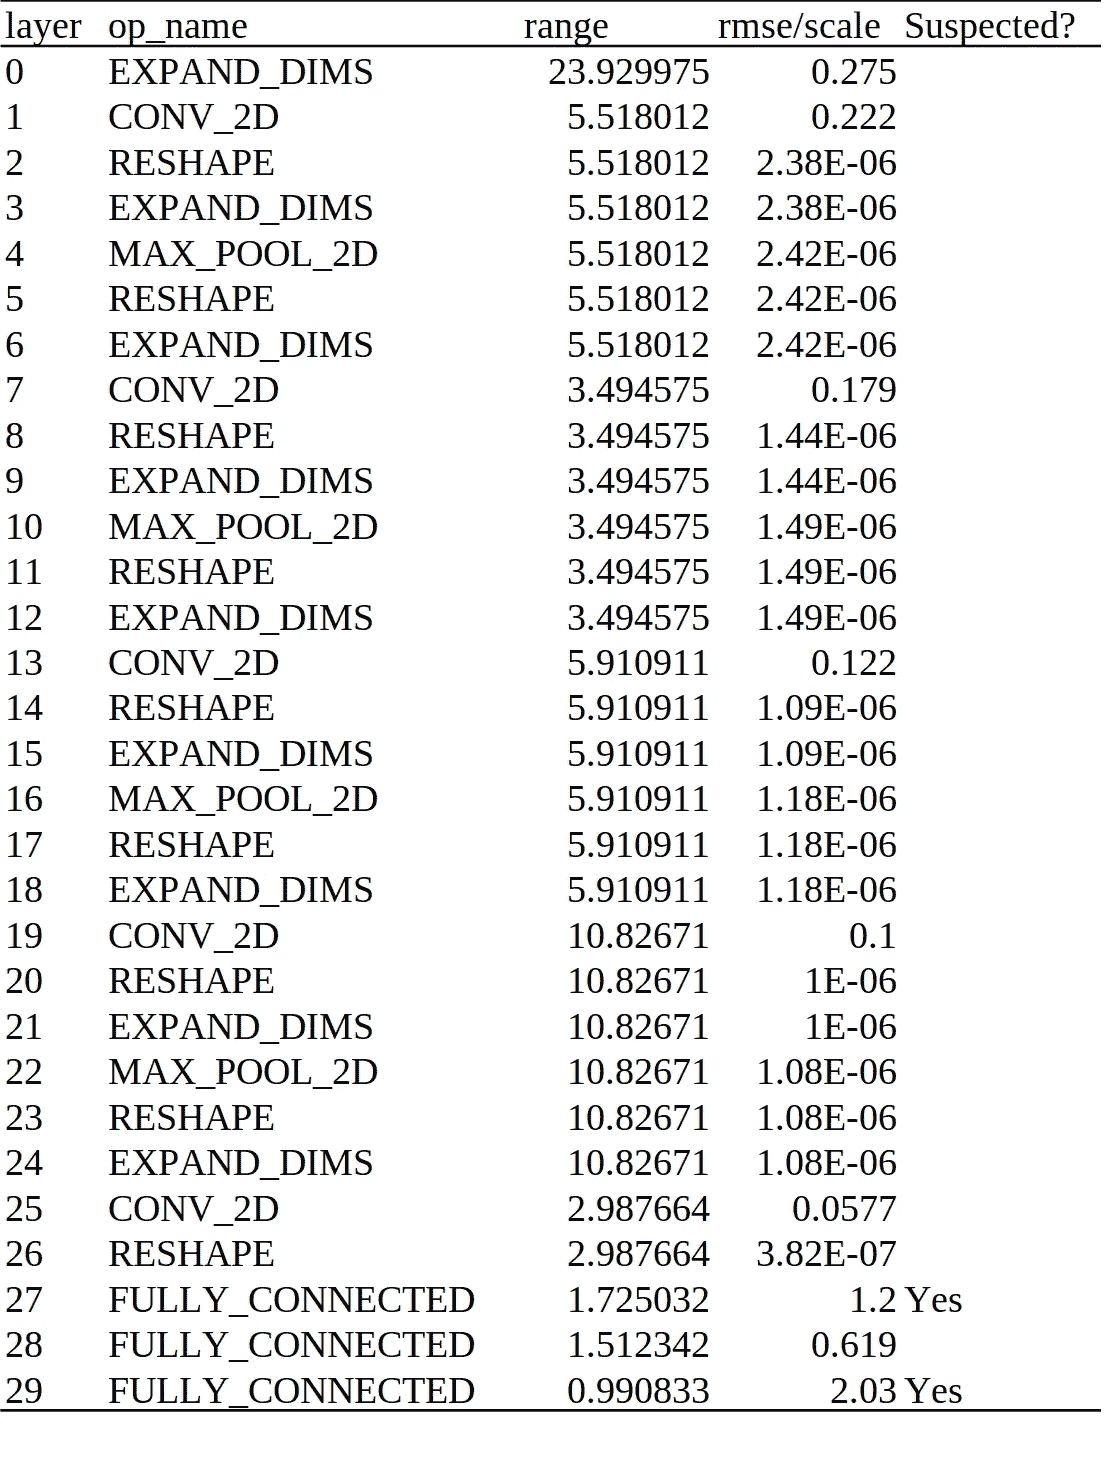 layer op_name range rmse/scale Suspected?
0 EXPAND_DIMS 23.929975 0.275
1 CONV_2D 5.518012 0.222
2 RESHAPE 5.518012 2.38E-06
3 EXPAND_DIMS 5.518012 2.38E-06
4 MAX_POOL_2D 5.518012 2.42E-06
5 RESHAPE 5.518012 2.42E-06
6 EXPAND_DIMS 5.518012 2.42E-06
7 CONV_2D 3.494575 0.179
8 RESHAPE 3.494575 1.44E-06
9 EXPAND_DIMS 3.494575 1.44E-06
10 MAX_POOL_2D 3.494575 1.49E-06
11 RESHAPE 3.494575 1.49E-06
12 EXPAND_DIMS 3.494575 1.49E-06
13 CONV_2D 5.910911 0.122
14 RESHAPE 5.910911 1.09E-06
15 EXPAND_DIMS 5.910911 1.09E-06
16 MAX_POOL_2D 5.910911 1.18E-06
17 RESHAPE 5.910911 1.18E-06
18 EXPAND_DIMS 5.910911 1.18E-06
19 CONV_2D 10.82671 0.1
20 RESHAPE 10.82671 1E-06
21 EXPAND_DIMS 10.82671 1E-06
22 MAX_POOL_2D 10.82671 1.08E-06
23 RESHAPE 10.82671 1.08E-06
24 EXPAND_DIMS 10.82671 1.08E-06
25 CONV_2D 2.987664 0.0577
26 RESHAPE 2.987664 3.82E-07
27 FULLY_CONNECTED 1.725032 1.2 Yes
28 FULLY_CONNECTED 1.512342 0.619
29 FULLY_CONNECTED 0.990833 2.03 Yes